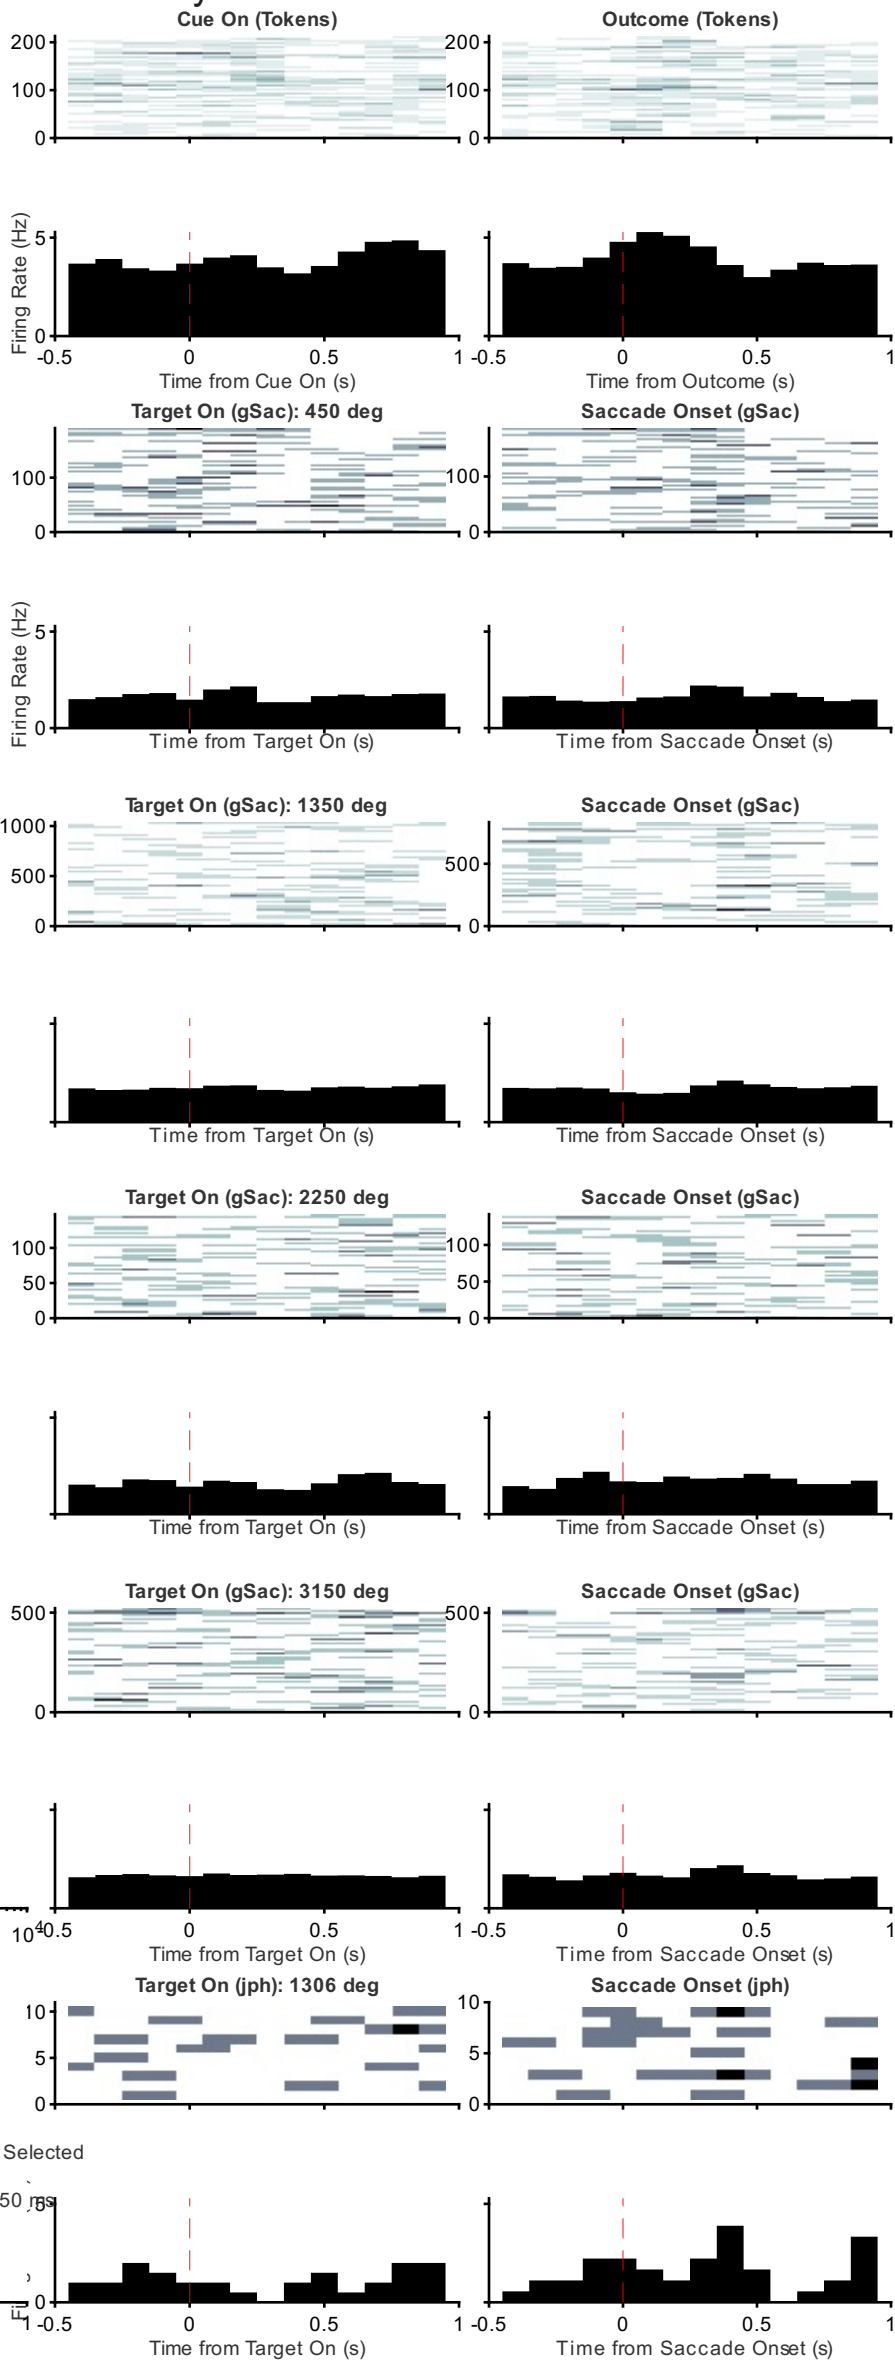 Cue On (Tokens)
Outcome (Tokens)
200
100
0
200
100
0
Firing Rate (Hz)
5
0
-0.5 0 0.5 1
-0.5 0 0.5 1
Time from Cue On (s)
Time from Outcome (s)
Target On (gSac): 450 deg
Saccade Onset (gSac)
100
0
100
0
Firing Rate (Hz)
5
0
Time from Target On (s)
Time from Saccade Onset (s)
Target On (gSac): 1350 deg
Saccade Onset (gSac)
1000
500
0
500
0
Time from Target On (s)
Time from Saccade Onset (s)
Target On (gSac): 2250 deg
Saccade Onset (gSac)
100
50
0
100
50
0
Time from Target On (s)
Time from Saccade Onset (s)
Target On (gSac): 3150 deg
Saccade Onset (gSac)
500
0
500
0
-0.5 0 0.5 1
-0.5 0 0.5 1
Time from Target On (s)
Time from Saccade Onset (s)
Target On (jph): 1306 deg
Saccade Onset (jph)
10
5
0
10
5
0
Selected
0
-0.5 0 0.5 1
-0.5 0 0.5 1
Time from Target On (s)
Time from Saccade Onset (s)